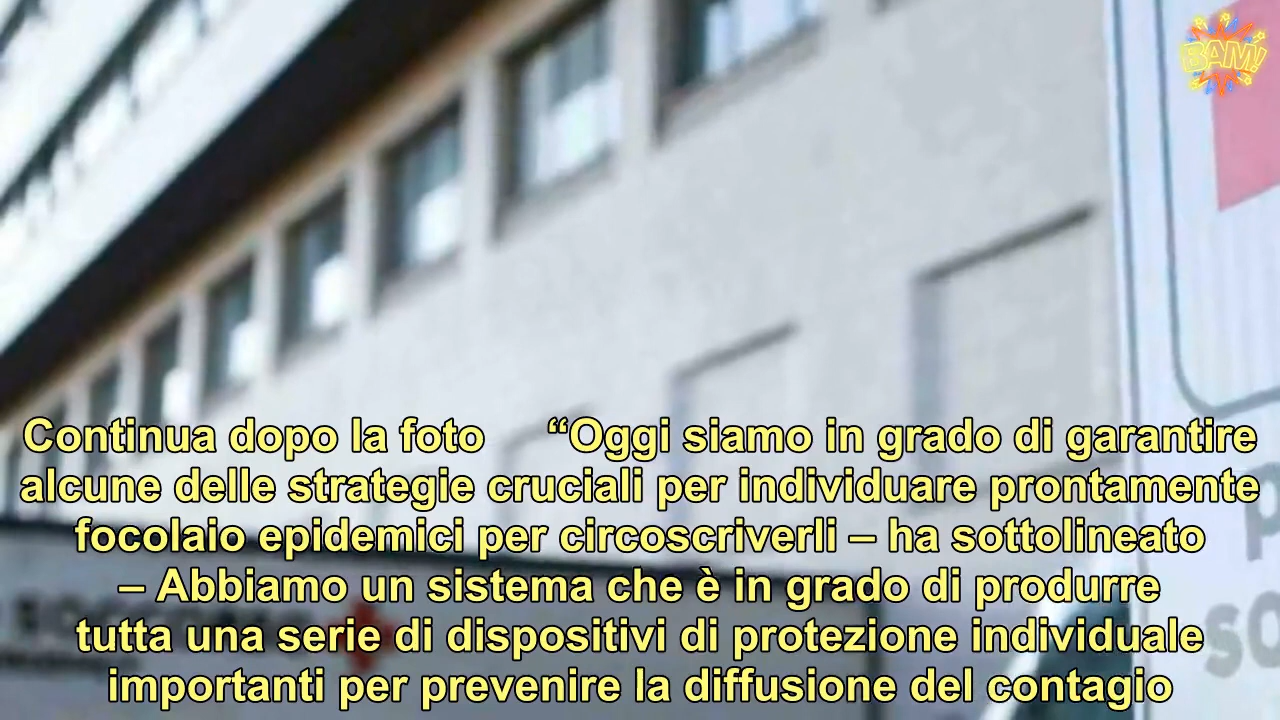 BAM!
Continua dopo la foto “Oggi siamo in grado di garantire
alcune delle strategie cruciali per individuare prontamente
focolaio epidemici per circoscriverli – ha sottolineato
– Abbiamo un sistema che è in grado di produrre
tutta una serie di dispositivi di protezione individuale
importanti per prevenire la diffusione del contagio